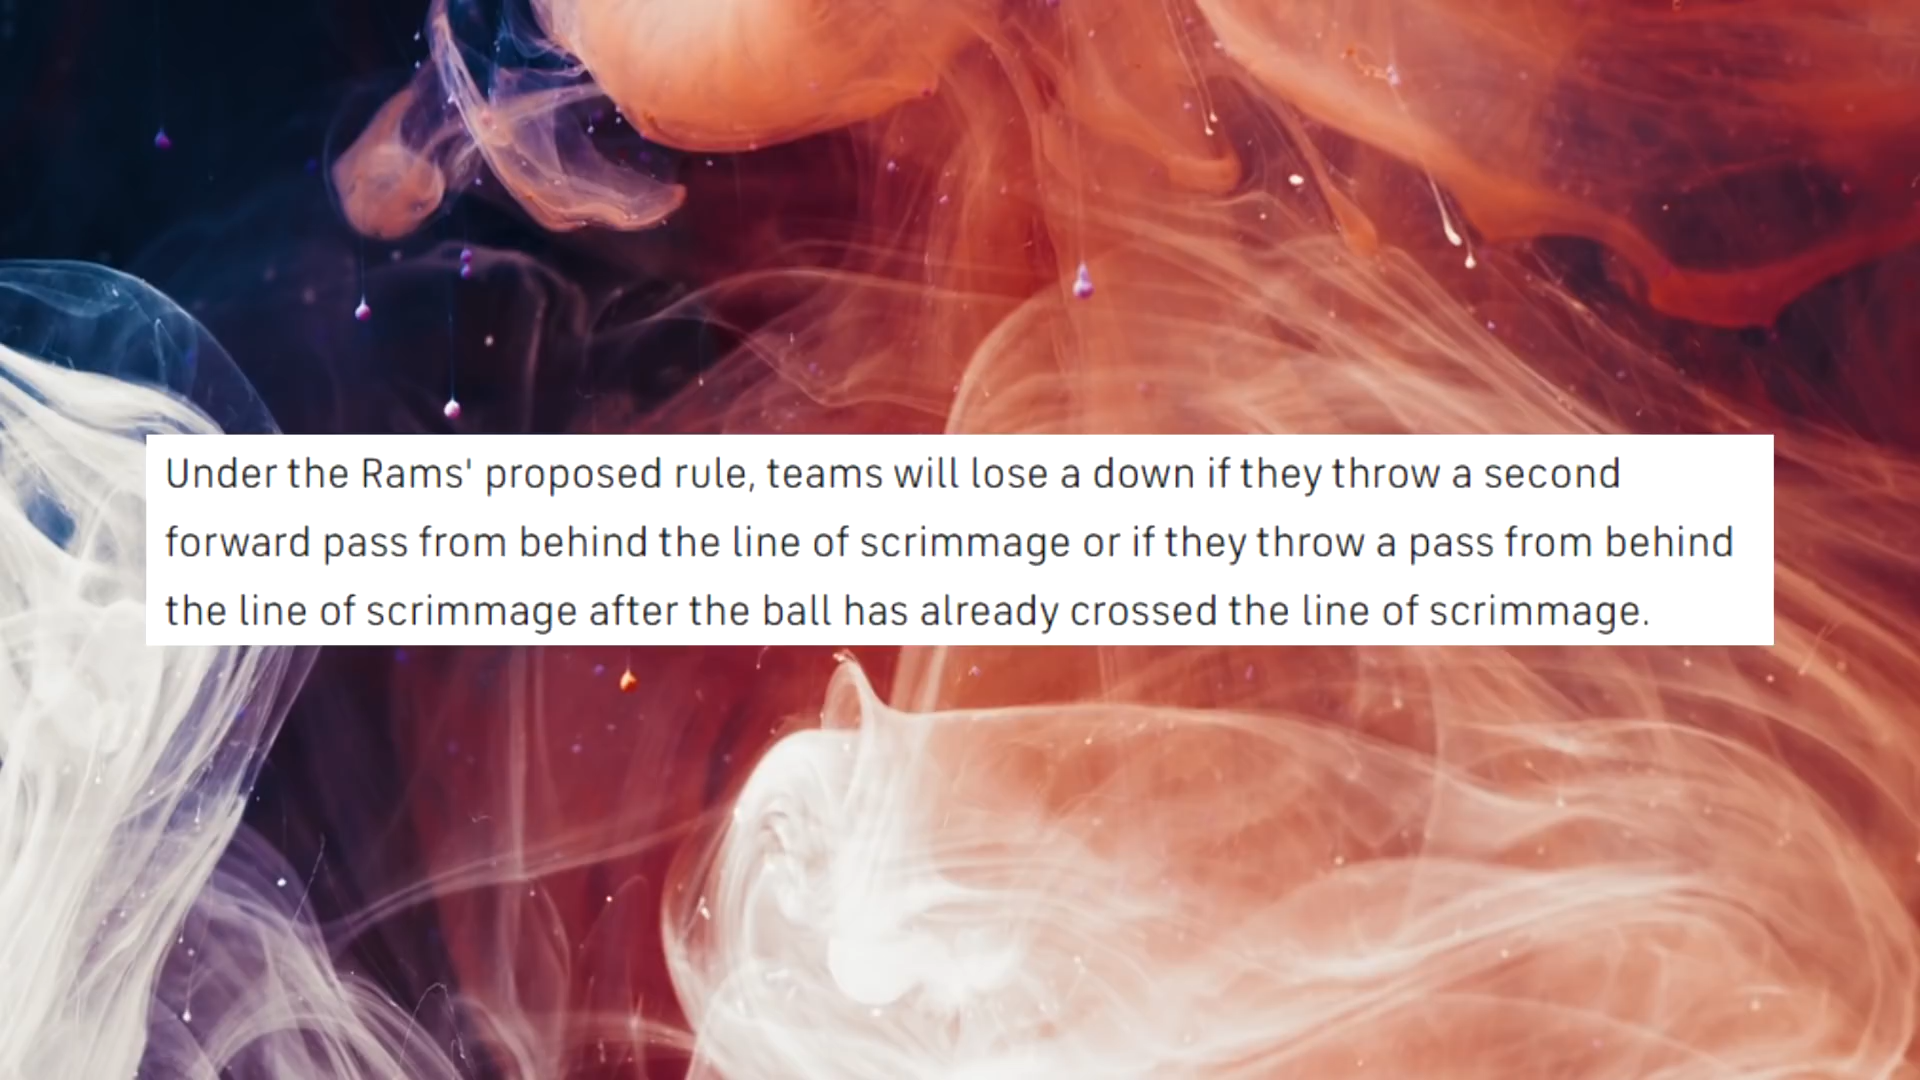 Under the Rams' proposed rule, teams will lose a down if they throw a second
forward pass from behind the line of scrimmage or if they throw a pass from behind
the line of scrimmage after the ball has already crossed the line of scrimmage.